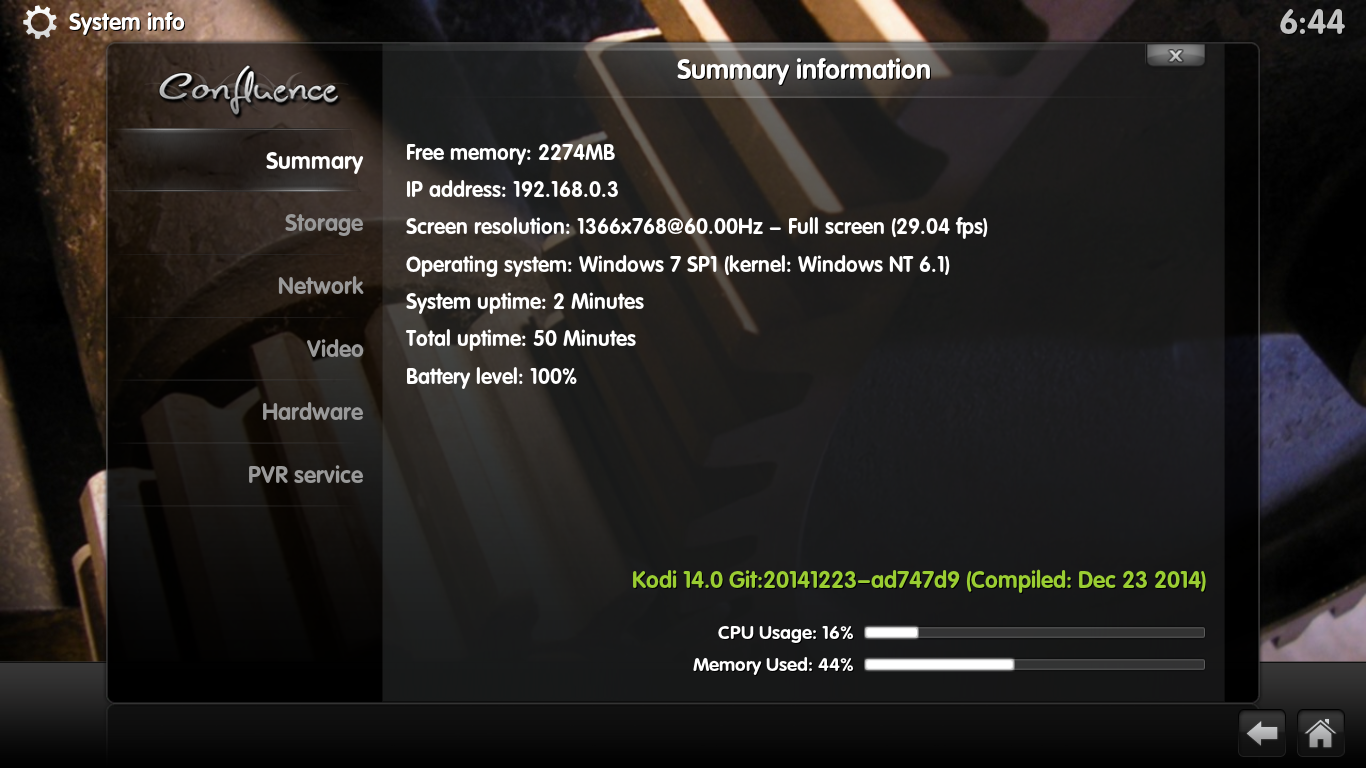 System info
6:44
Confluence
Summary information
x
Summary
Storage
Network
Video
Hardware
PVR service
Free memory: 2274MB
IP address: 192.168.0.3
Screen resolution: 1366x768@60.00Hz – Full screen (29.04 fps)
Operating system: Windows 7 SP1 (kernel: Windows NT 6.1)
System uptime: 2 Minutes
Total uptime: 50 Minutes
Battery level: 100%
Kodi 14.0 Git:20141223–ad747d9 (Compiled: Dec 23 2014)
CPU Usage: 16%
Memory Used: 44%